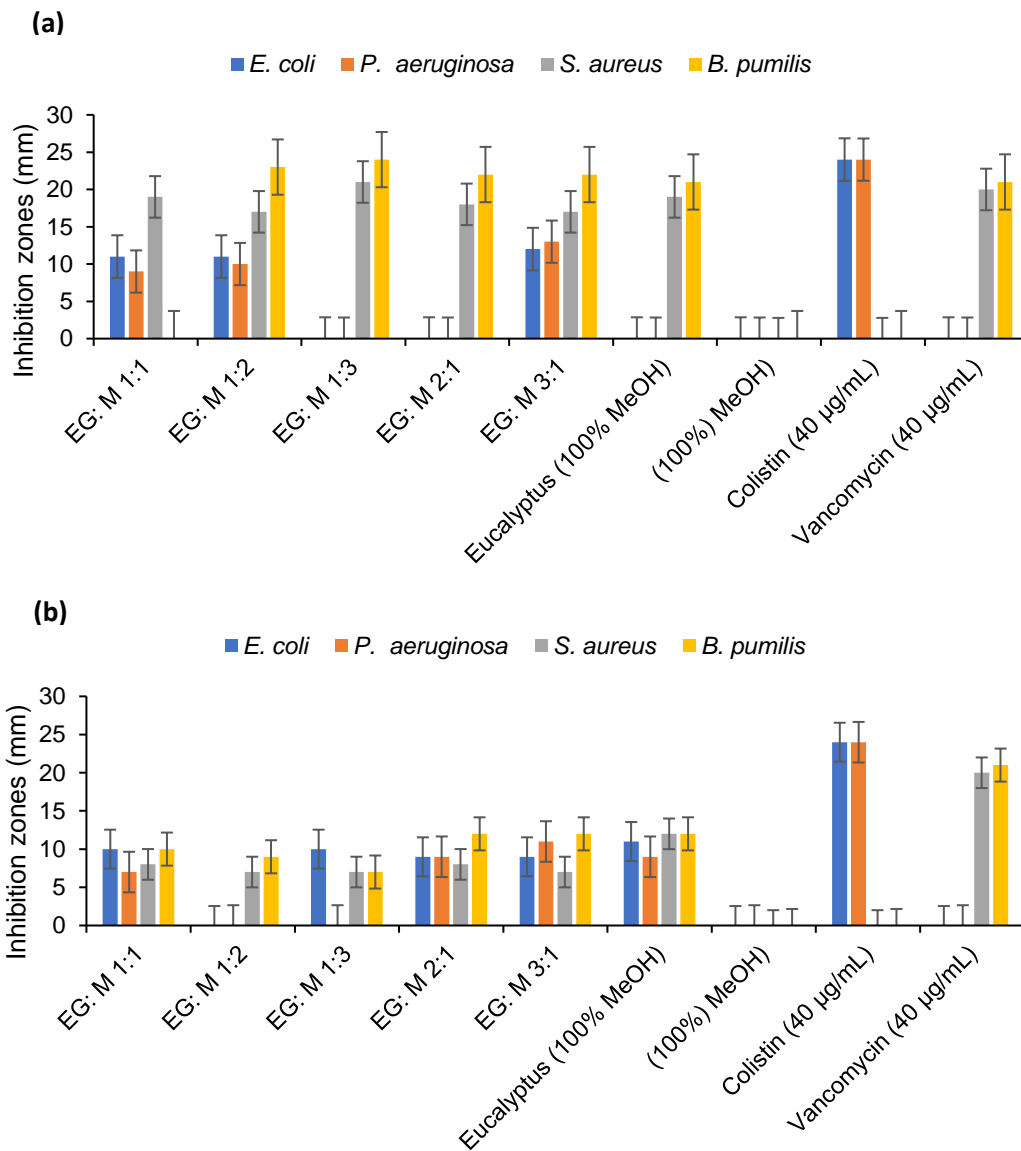 (a)
E. coli P. aeruginosa S. aureus B. pumilis
Inhibition zones (mm)
30
25
20
15
10
5
0
EG: M 1:1
EG: M 1:2
EG: M 1:3
EG: M 2:1
EG: M 3:1
Eucalyptus (100% MeOH)
(100%) MeOH
Colistin (40 µg/mL)
Vancomycin (40 µg/mL)
(b)
E. coli P. aeruginosa S. aureus B. pumilis
Inhibition zones (mm)
30
25
20
15
10
5
0
EG: M 1:1
EG: M 1:2
EG: M 1:3
EG: M 2:1
EG: M 3:1
Eucalyptus (100% MeOH)
(100%) MeOH
Colistin (40 µg/mL)
Vancomycin (40 µg/mL)